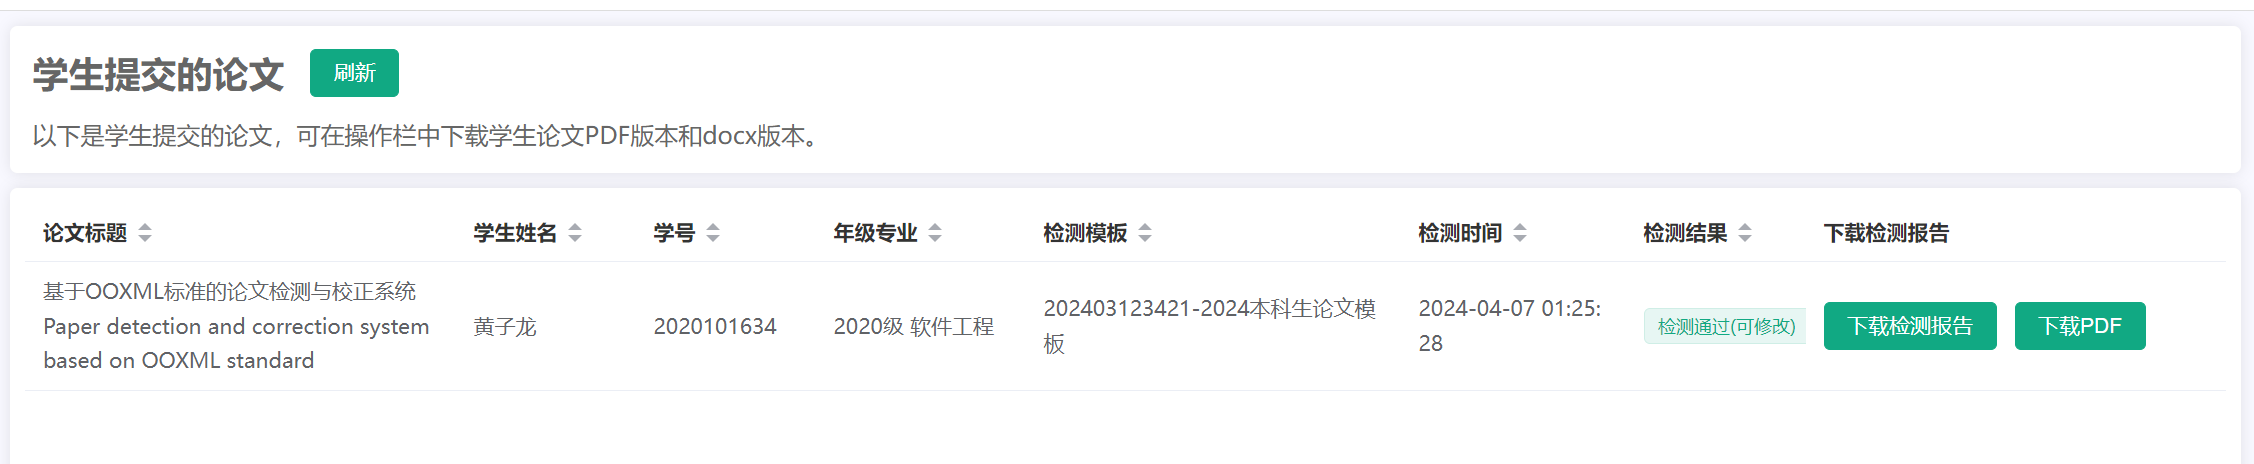 学生提交的论文 刷新
以下是学生提交的论文，可在操作栏中下载学生论文PDF版本和docx版本。
论文标题 学生姓名 学号 年级专业 检测模板 检测时间 检测结果 下载检测报告
基于OOXML标准的论文检测与校正系统
Paper detection and correction system
based on OOXML standard
黄子龙
2020101634
2020级 软件工程
202403123421-2024本科生论文模
板
2024-04-07 01:25:
28
检测通过(可修改)
下载检测报告
下载PDF